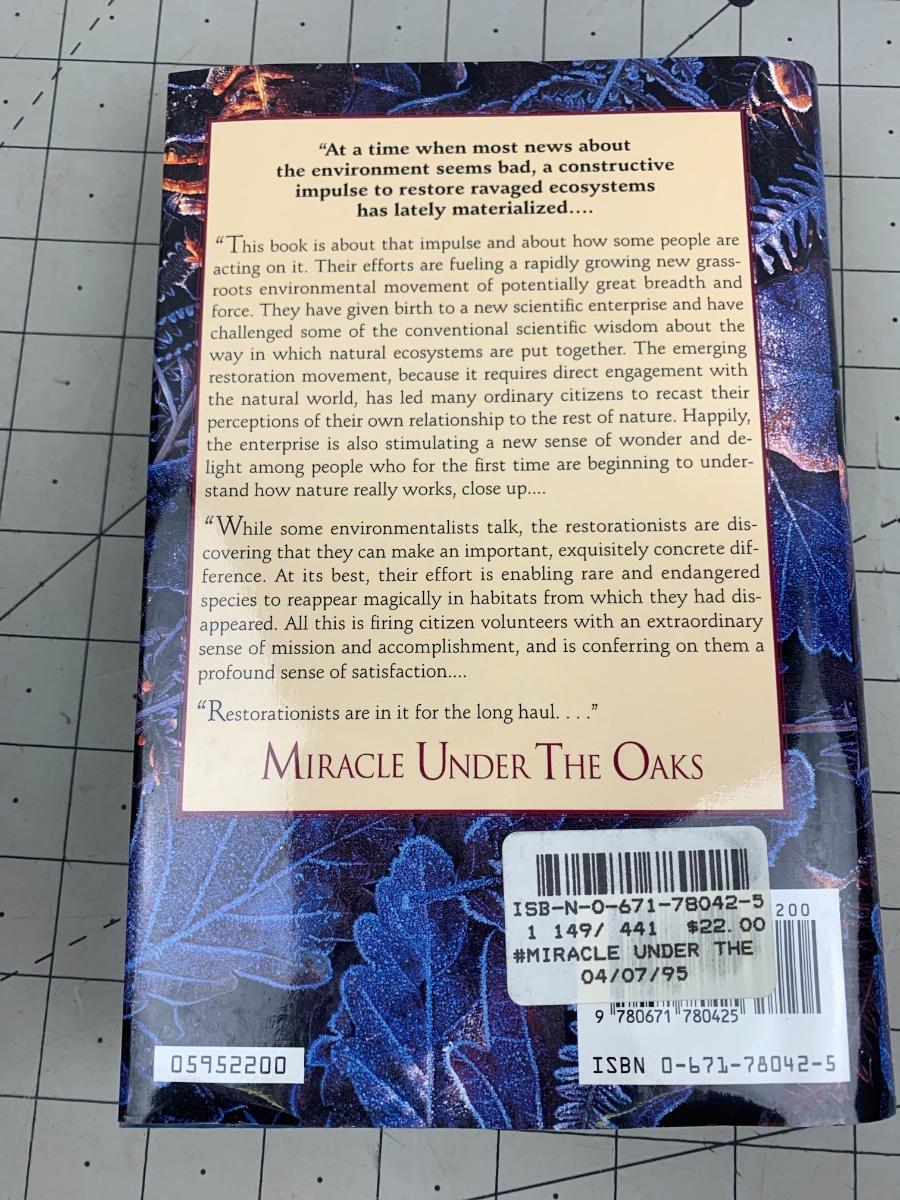 “At a time when most news about
the environment seems bad, a constructive
impulse to restore ravaged ecosystems
has lately materialized....
“This book is about that impulse and about how some people are
acting on it. Their efforts are fueling a rapidly growing new grass-
roots environmental movement of potentially great breadth and
force. They have given birth to a new scientific enterprise and have
challenged some of the conventional scientific wisdom about the
way in which natural ecosystems are put together. The emerging
restoration movement, because it requires direct engagement with
the natural world, has led many ordinary citizens to recast their
perceptions of their own relationship to the rest of nature. Happily,
the enterprise is also stimulating a new sense of wonder and de-
light among people who for the first time are beginning to under-
stand how nature really works, close up....
“While some environmentalists talk, the restorationists are dis-
covering that they can make an important, exquisitely concrete dif-
ference. At its best, their effort is enabling rare and endangered
species to reappear magically in habitats from which they had dis-
appeared. All this is firing citizen volunteers with an extraordinary
sense of mission and accomplishment, and is conferring on them a
profound sense of satisfaction....
“Restorationists are in it for the long haul. . . .”
MIRACLE UNDER THE OAKS
ISB-N-0-671-78042-5
1 149/ 441 $22.00
#MIRACLE UNDER THE
04/07/95
200
9 780671 780425
ISBN 0-671-78042-5
05952200